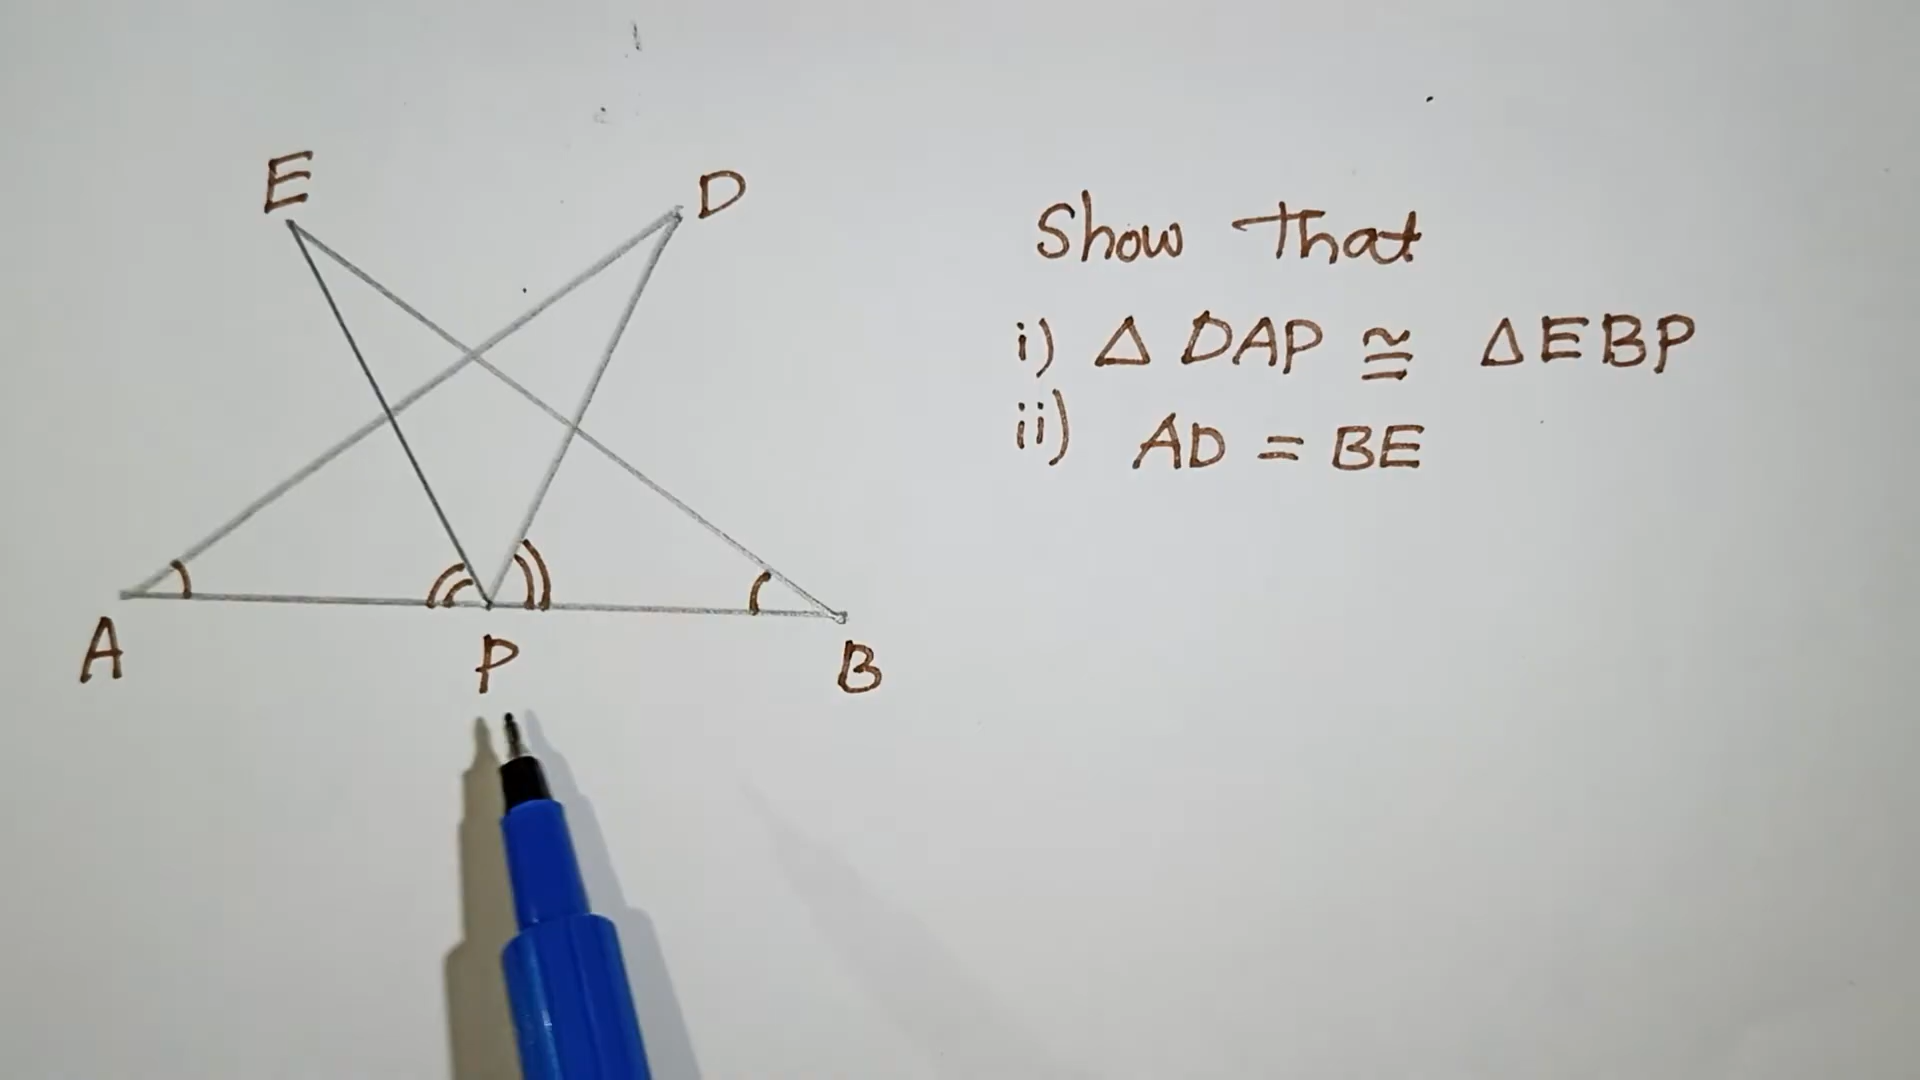 E
D
Show That
i) △ DAP ≅ △EBP
ii) AD = BE
A
P
B